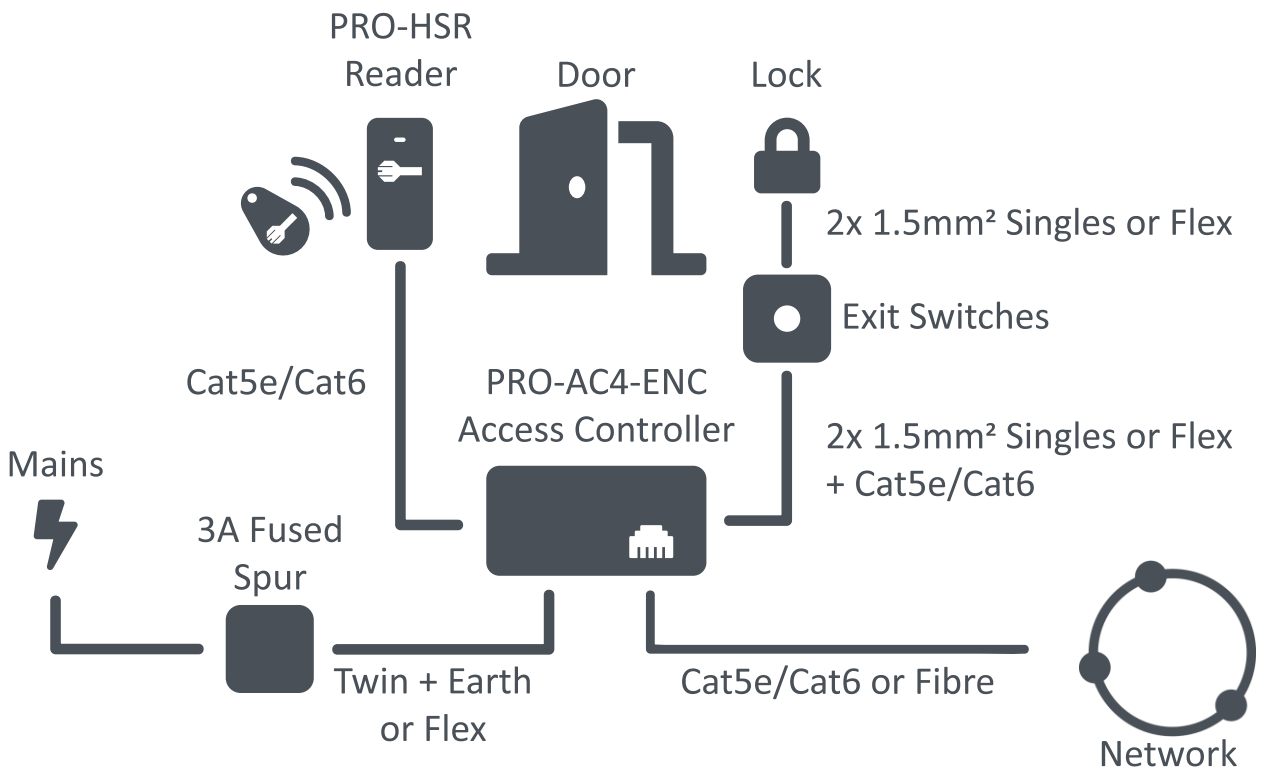 PRO-HSR
Reader
Door
Lock
2x 1.5mm² Singles or Flex
Exit Switches
Cat5e/Cat6
PRO-AC4-ENC
Access Controller
2x 1.5mm² Singles or Flex
+ Cat5e/Cat6
Mains
3A Fused
Spur
Twin + Earth
or Flex
Cat5e/Cat6 or Fibre
Network